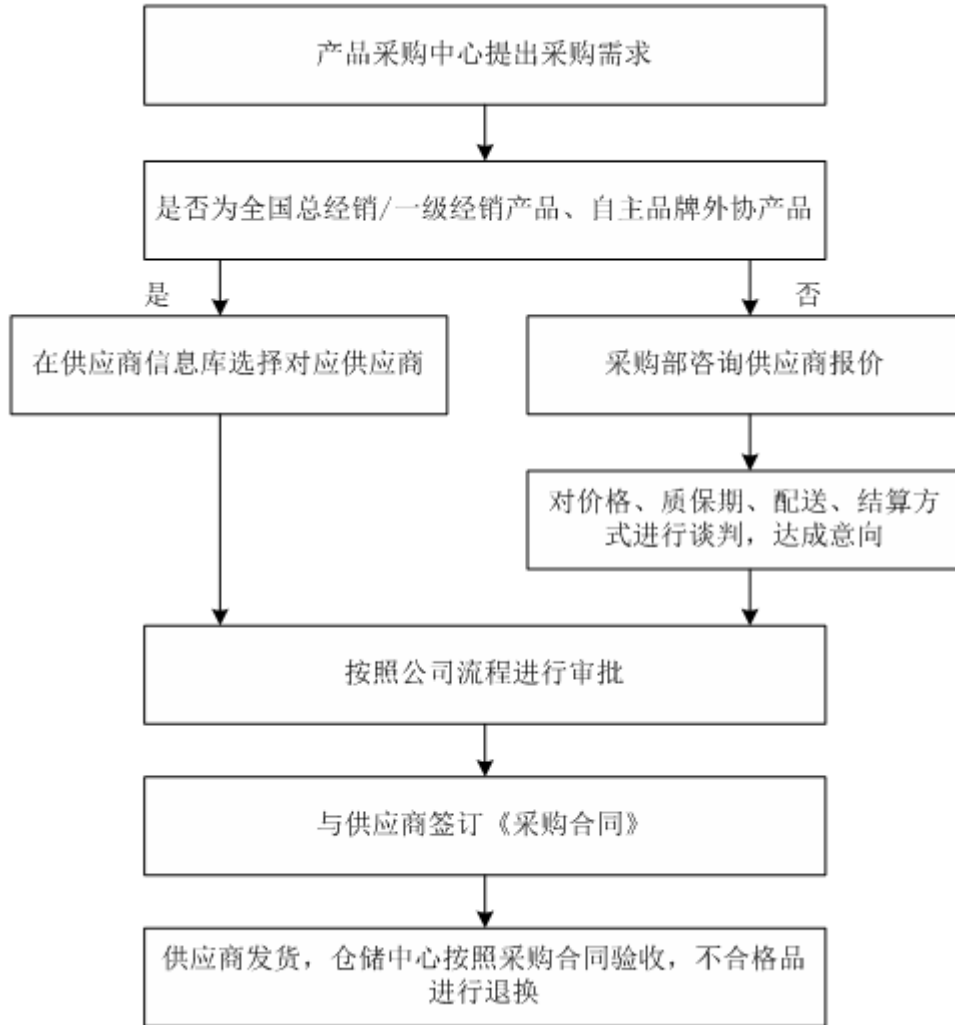 产品采购中心提出采购需求
是否为全国总经销/一级经销产品、自主品牌外协产品
是
否
在供应商信息库选择对应供应商
采购部咨询供应商报价
对价格、质保期、配送、结算方
式进行谈判，达成意向
按照公司流程进行审批
与供应商签订《采购合同》
供应商发货，仓储中心按照采购合同验收，不合格品
进行退换